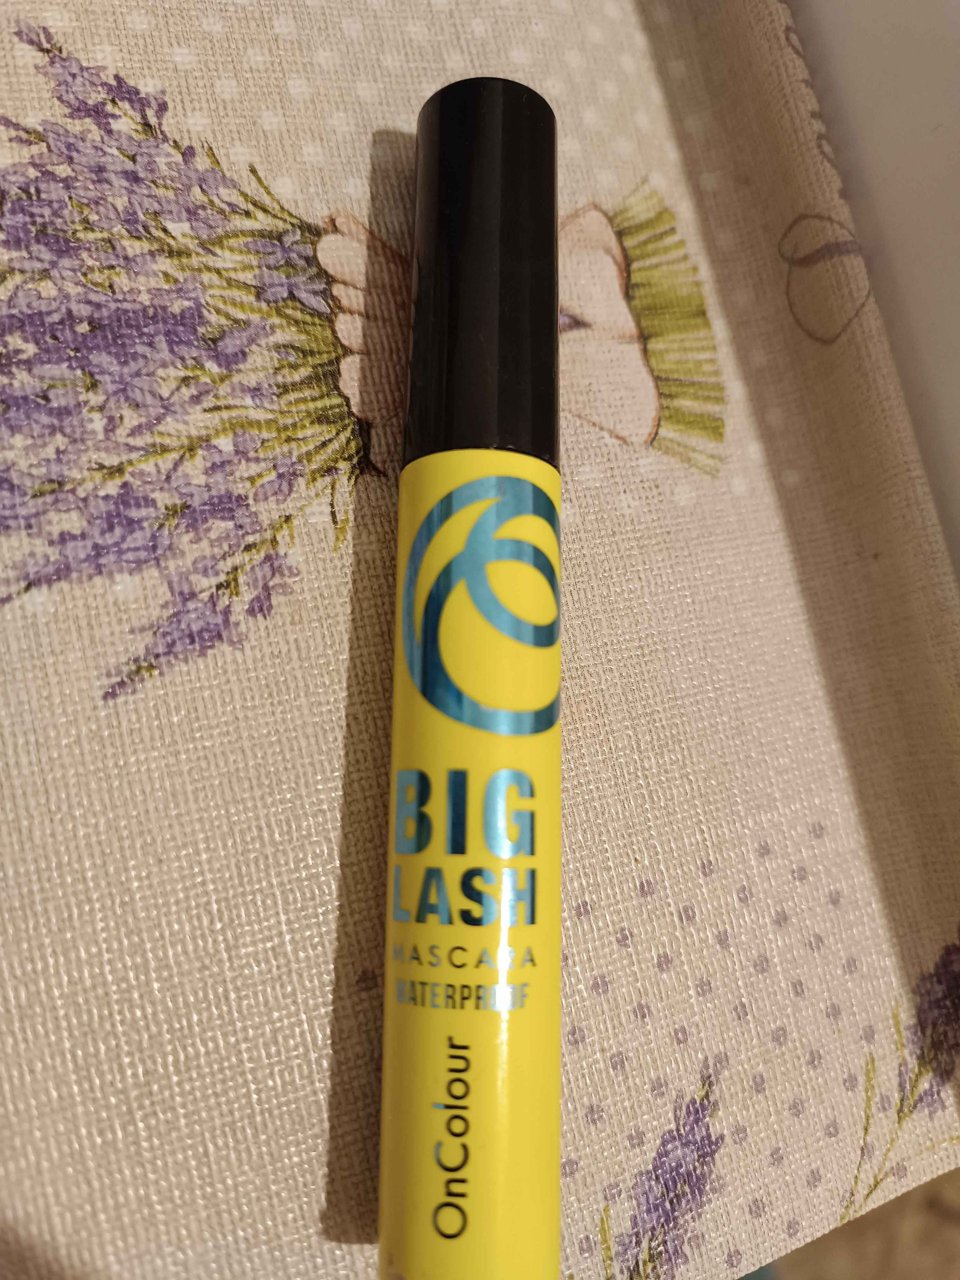 BIG
LASH
MASCARA
WATERPROOF
OnColour